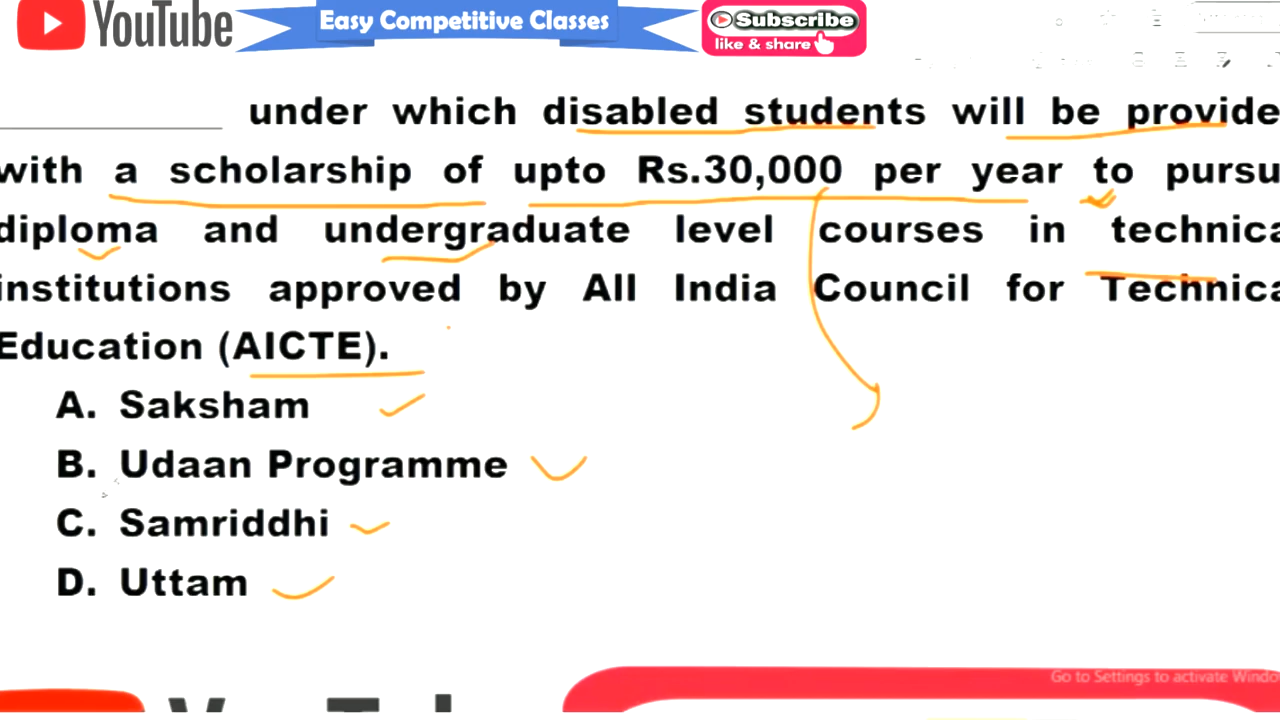 YouTube Easy Competitive Classes Subscribe
like & share
under which disabled students will be provide
with a scholarship of upto Rs.30,000 per year to pursu
diploma and undergraduate level courses in technica
institutions approved by All India Council for Technica
Education (AICTE).
A. Saksham
B. Udaan Programme
C. Samriddhi
D. Uttam
Go to Settings to activate Windo